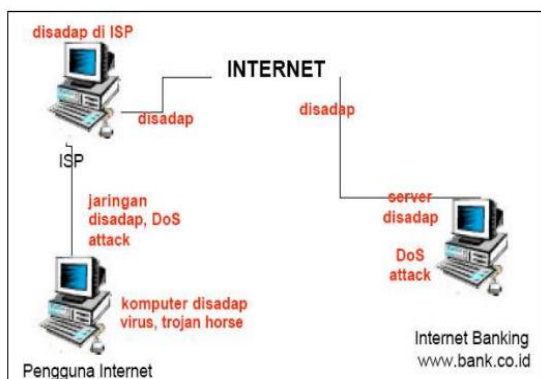 disadap di ISP
INTERNET
disadap
disadap
ISP
jaringan
disadap, DoS
attack
server
disadap
DoS
attack
komputer disadap
virus, trojan horse
Internet Banking
www.bank.co.id
Pengguna Internet